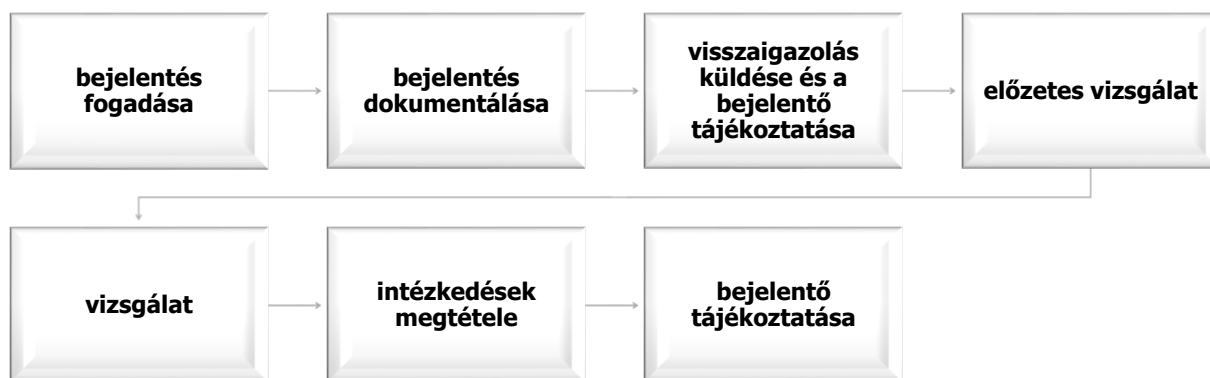 bejelentés
fogadása
bejelentés
dokumentálása
visszaigazolás
küldése és a
bejelentő
tájékoztatása
előzetes vizsgálat
vizsgálat
intézkedések
megtétele
bejelentő
tájékoztatása